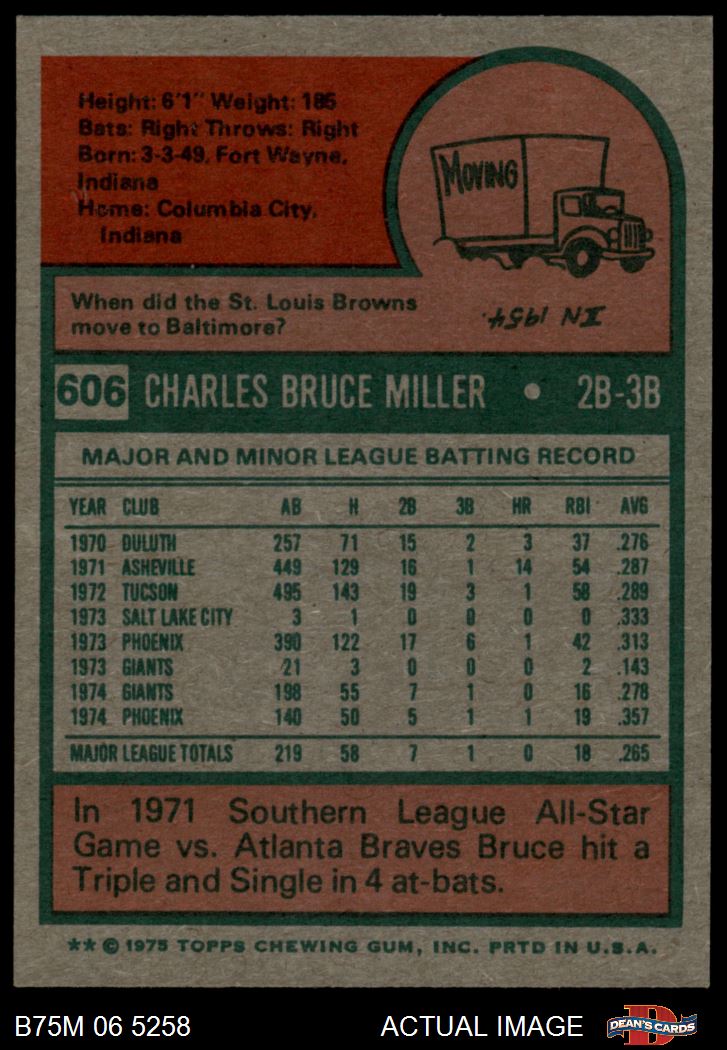 Height: 6'1" Weight: 185
Bats: Right Throws: Right
Born: 3-3-49, Fort Wayne,
Indiana
Home: Columbia City,
Indiana
MOVING
When did the St. Louis Browns
move to Baltimore?
IN 1954.
606 CHARLES BRUCE MILLER • 2B-3B
MAJOR AND MINOR LEAGUE BATTING RECORD
YEAR CLUB AB H 2B 3B HR RBI AVG
1970 DULUTH 257 71 15 2 3 37 .276
1971 ASHEVILLE 449 129 16 1 14 54 .287
1972 TUCSON 495 143 19 3 1 58 .289
1973 SALT LAKE CITY 3 1 0 0 0 0 .333
1973 PHOENIX 390 122 17 6 1 42 .313
1973 GIANTS 21 3 0 0 0 2 .143
1974 GIANTS 198 55 7 1 0 16 .278
1974 PHOENIX 140 50 5 1 1 19 .357
MAJOR LEAGUE TOTALS 219 58 7 1 0 18 .265
In 1971 Southern League All-Star
Game vs. Atlanta Braves Bruce hit a
Triple and Single in 4 at-bats.
** © 1975 TOPPS CHEWING GUM, INC. PRTD IN U.S.A.
B75M 06 5258 ACTUAL IMAGE D DEAN'S CARDS